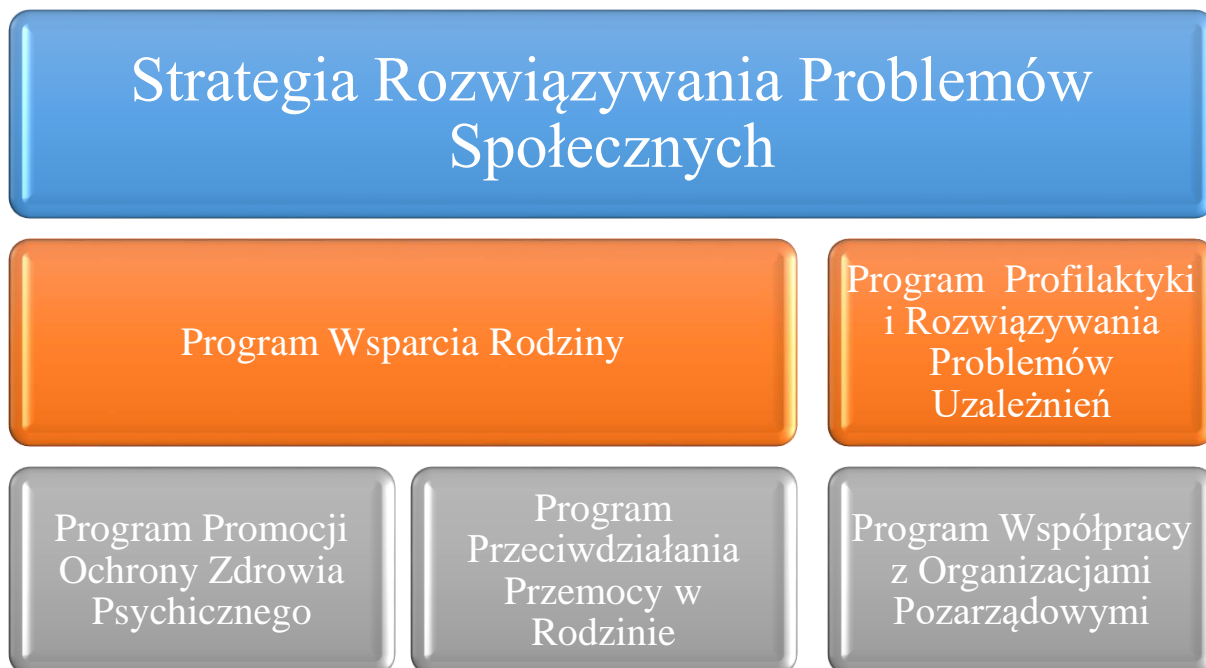 Strategia Rozwiązywania Problemów
Społecznych
Program Wsparcia Rodziny
Program Profilaktyki
i Rozwiązywania
Problemów
Uzależnień
Program Promocji
Ochrony Zdrowia
Psychicznego
Program
Przeciwdziałania
Przemocy w
Rodzinie
Program Współpracy
z Organizacjami
Pozarządowymi